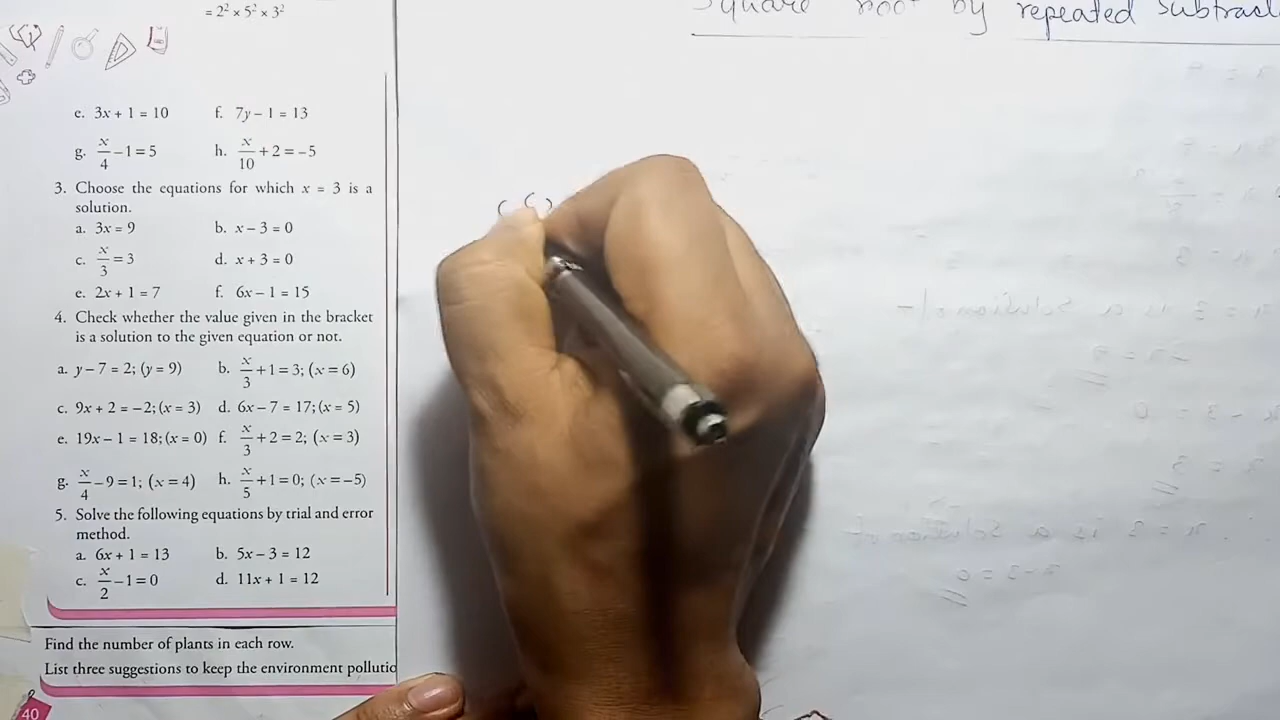 = 2² × 5² × 3²
e. 3x + 1 = 10 f. 7y – 1 = 13
g. x/4 – 1 = 5 h. x/10 + 2 = –5
3. Choose the equations for which x = 3 is a
solution.
a. 3x = 9 b. x – 3 = 0
c. x/3 = 3 d. x + 3 = 0
e. 2x + 1 = 7 f. 6x – 1 = 15
4. Check whether the value given in the bracket
is a solution to the given equation or not.
a. y – 7 = 2; (y = 9) b. x/3 + 1 = 3; (x = 6)
c. 9x + 2 = –2; (x = 3) d. 6x – 7 = 17; (x = 5)
e. 19x – 1 = 18; (x = 0) f. x/3 + 2 = 2; (x = 3)
g. x/4 – 9 = 1; (x = 4) h. x/5 + 1 = 0; (x = –5)
5. Solve the following equations by trial and error
method.
a. 6x + 1 = 13 b. 5x – 3 = 12
c. x/2 – 1 = 0 d. 11x + 1 = 12
Find the number of plants in each row.
List three suggestions to keep the environment
40
Square root by repeated